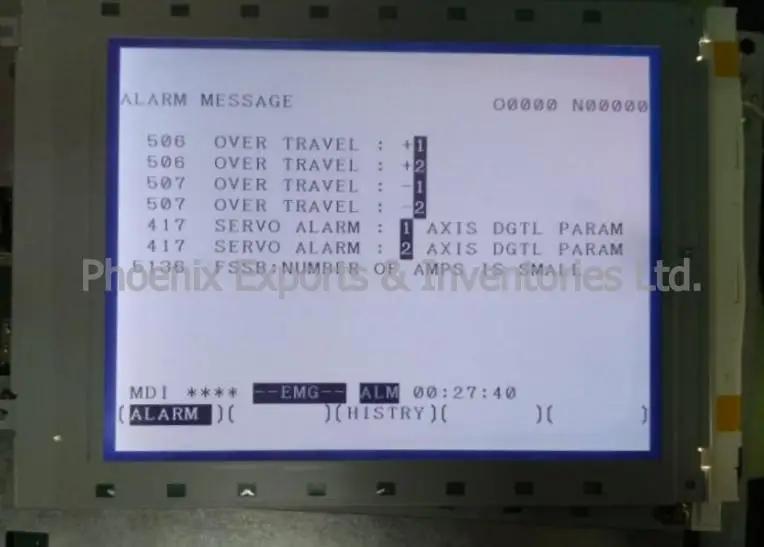 ALARM MESSAGE O0000 N00000
506 OVER TRAVEL : +1
506 OVER TRAVEL : +2
507 OVER TRAVEL : -1
507 OVER TRAVEL : -2
417 SERVO ALARM : 1 AXIS DGTL PARAM
417 SERVO ALARM : 2 AXIS DGTL PARAM
5136 FSSB:NUMBER OF AMPS IS SMALL
Phoenix Exports & Inventories Ltd.
MDI **** --EMG-- ALM 00:27:40
(ALARM )( )(HISTRY)( )( )